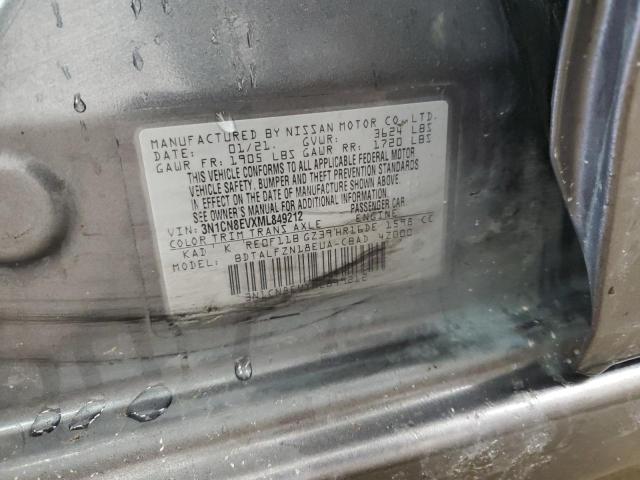 MANUFACTURED BY NISSAN MOTOR CO., LTD.
DATE: 01/21. GVWR: 3624 LBS
GAWR FR: 1905 LBS GAWR RR: 1720 LBS
THIS VEHICLE CONFORMS TO ALL APPLICABLE FEDERAL MOTOR
VEHICLE SAFETY, BUMPER AND THEFT PREVENTION STANDARDS
IN EFFECT ON THE DATE OF MANUFACTURE SHOWN ABOVE.
SEE OWNER'S MANUAL FOR ADDITIONAL INFORMATION.
VIN: 3N1CN8EVXML849212 PASSENGER CAR
COLOR TRIM TRANS AXLE ENGINE
KAD K RE0F11B GZ39 HR16DE 1598 CC
MODEL: BDTALFZN18EUA-CBAD 42000